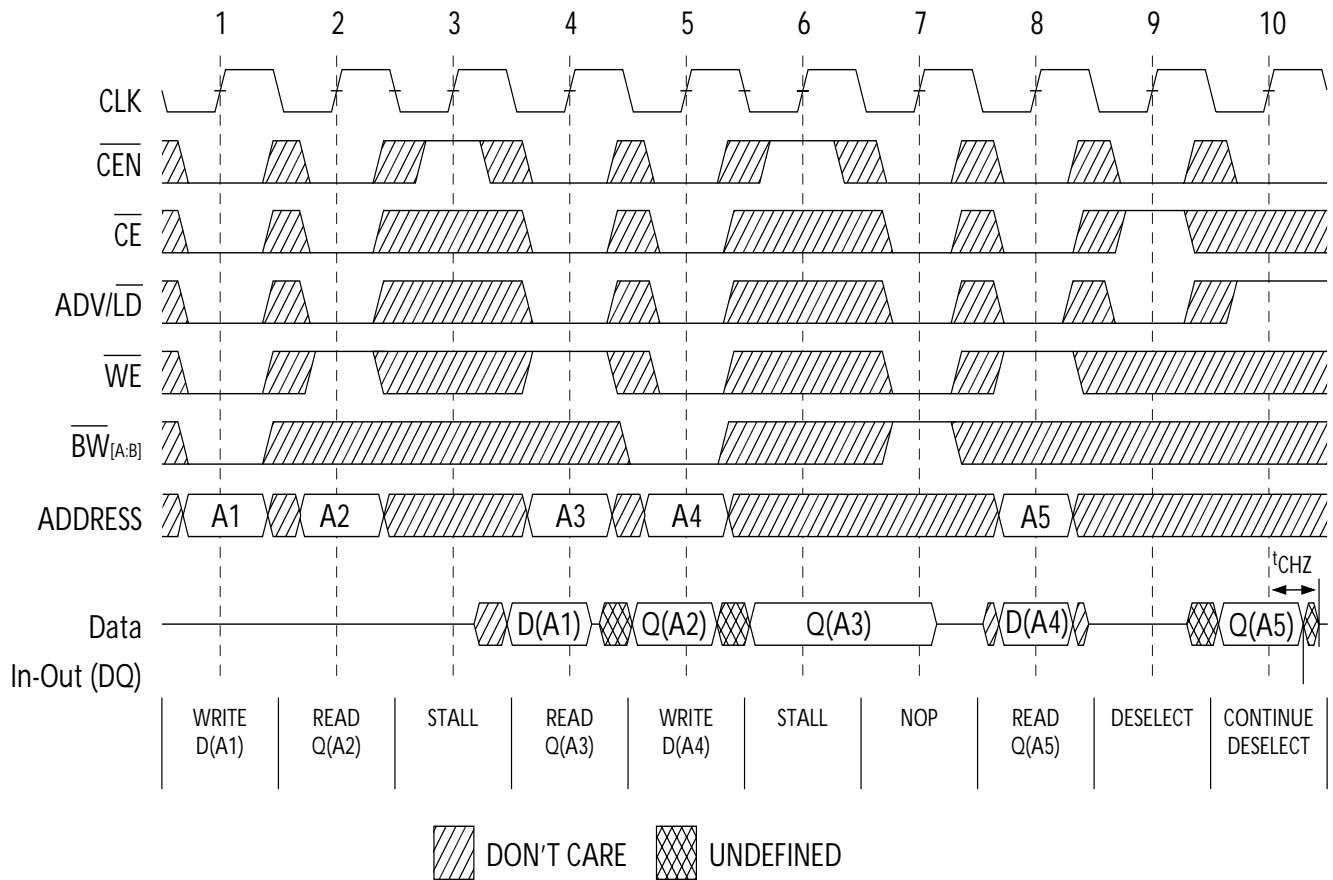 1 2 3 4 5 6 7 8 9 10
CLK
CEN
CE
ADV/LD
WE
BW[A:B]
ADDRESS A1 A2 A3 A4 A5
tCHZ
Data D(A1) Q(A2) Q(A3) D(A4) Q(A5)
In-Out (DQ)
WRITE READ STALL READ WRITE STALL NOP READ DESELECT CONTINUE
D(A1) Q(A2) Q(A3) D(A4) Q(A5) DESELECT
DON'T CARE UNDEFINED